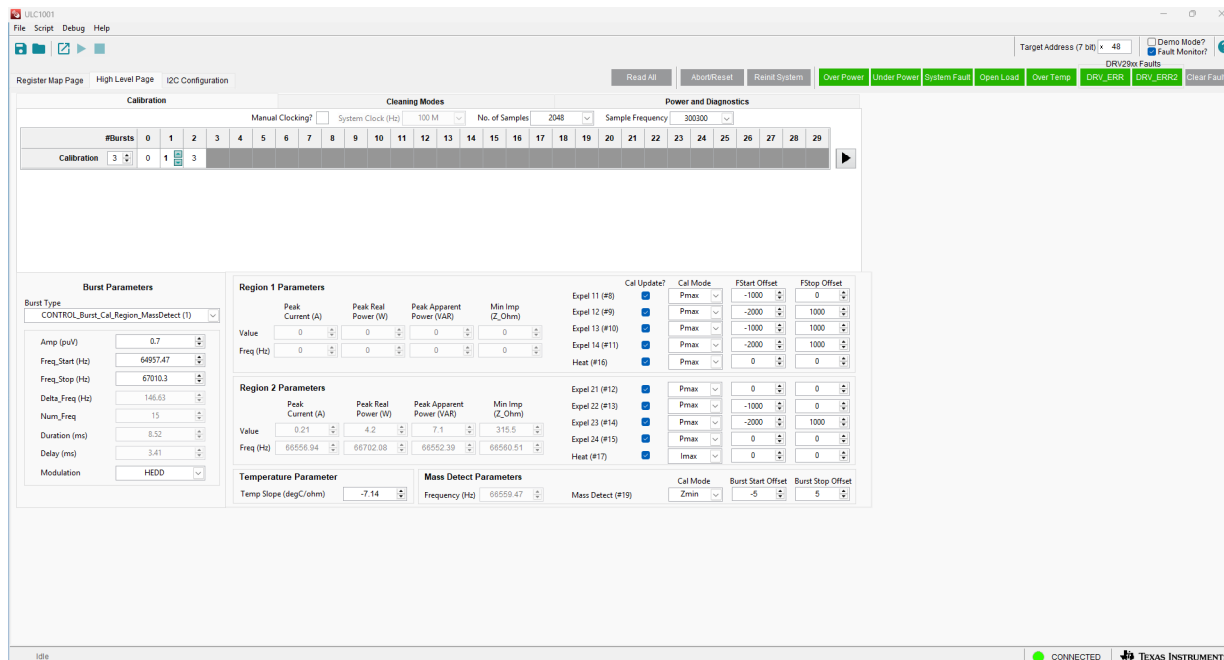 ULC1001
File Script Debug Help
Target Address (7 bit) x 48
Demo Mode?
Fault Monitor?
DRV29xx Faults
Register Map Page High Level Page I2C Configuration
Read All Abort/Reset Reinit System Over Power Under Power System Fault Open Load Over Temp DRV_ERR DRV_ERR2 Clear Fault
Calibration Cleaning Modes Power and Diagnostics
Manual Clocking? System Clock (Hz) 100 M No. of Samples 2048 Sample Frequency 300300
#Bursts 0 1 2 3 4 5 6 7 8 9 10 11 12 13 14 15 16 17 18 19 20 21 22 23 24 25 26 27 28 29
Calibration 3 0 1 3
Burst Parameters
Burst Type
CONTROL_Burst_Cal_Region_MassDetect (1)
Amp (puV) 0.7
Freq_Start (Hz) 64957.47
Freq_Stop (Hz) 67010.3
Delta_Freq (Hz) 146.63
Num_Freq 15
Duration (ms) 8.52
Delay (ms) 3.41
Modulation HEDD
Region 1 Parameters
Peak Current (A) Peak Real Power (W) Peak Apparent Power (VAR) Min Imp (Z_Ohm)
Value 0 0 0 0
Freq (Hz) 0 0 0 0
Cal Update? Cal Mode FStart Offset FStop Offset
Expel 11 (#8) Pmax -1000 0
Expel 12 (#9) Pmax -2000 1000
Expel 13 (#10) Pmax -1000 1000
Expel 14 (#11) Pmax -2000 1000
Heat (#16) Pmax 0 0
Region 2 Parameters
Peak Current (A) Peak Real Power (W) Peak Apparent Power (VAR) Min Imp (Z_Ohm)
Value 0.21 4.2 7.1 315.5
Freq (Hz) 66556.94 66702.08 66552.39 66560.51
Expel 21 (#12) Pmax 0 0
Expel 22 (#13) Pmax -1000 0
Expel 23 (#14) Pmax -2000 1000
Expel 24 (#15) Pmax 0 0
Heat (#17) Imax 0 0
Temperature Parameter
Temp Slope (degC/ohm) -7.14
Mass Detect Parameters
Frequency (Hz) 66559.47
Cal Mode Burst Start Offset Burst Stop Offset
Mass Detect (#19) Zmin -5 5
Idle
CONNECTED TEXAS INSTRUMENT